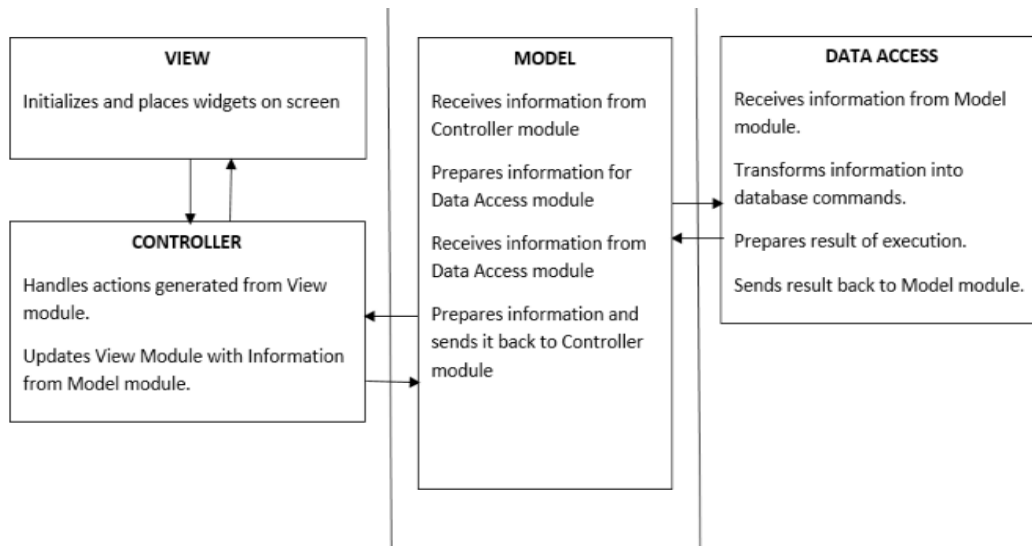 VIEW
Initializes and places widgets on screen
CONTROLLER
Handles actions generated from View
module.
Updates View Module with Information
from Model module.
MODEL
Receives information from
Controller module
Prepares information for
Data Access module
Receives information from
Data Access module
Prepares information and
sends it back to Controller
module
DATA ACCESS
Receives information from Model
module.
Transforms information into
database commands.
Prepares result of execution.
Sends result back to Model module.